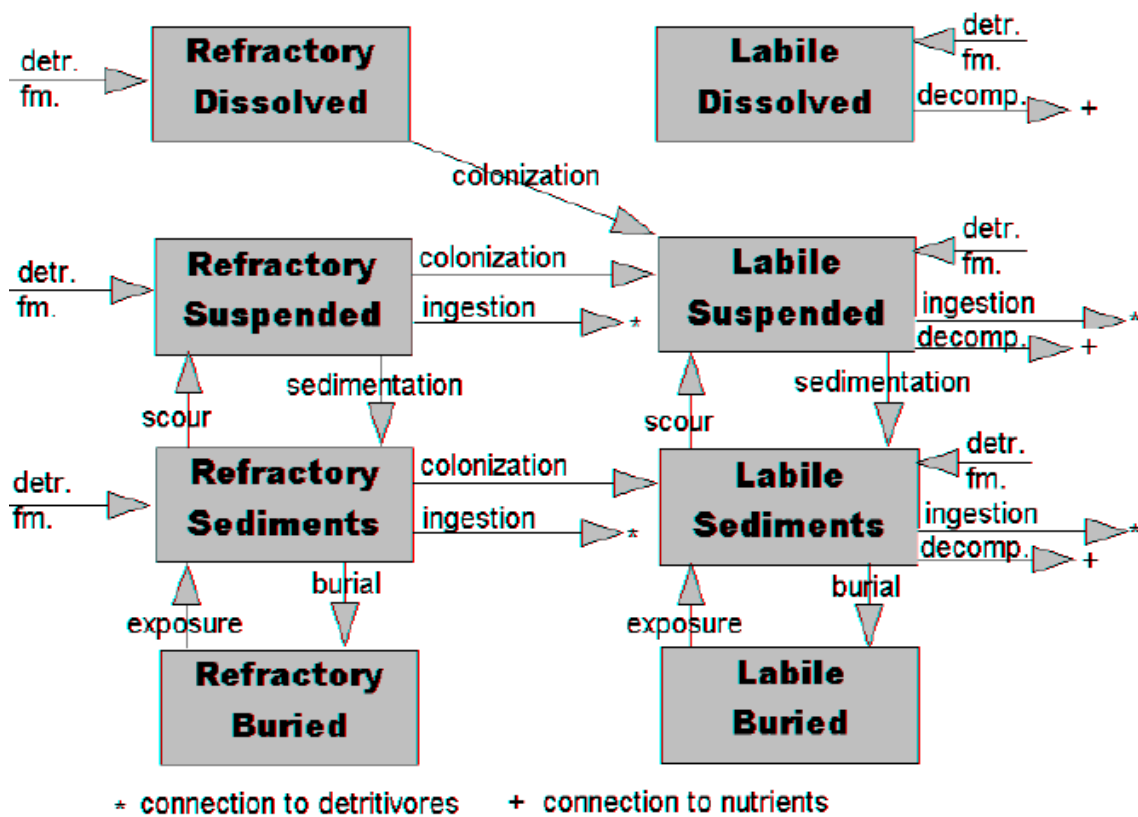 detr.
fm.
Refractory
Dissolved
Labile
Dissolved
detr.
fm.
decomp.
+
colonization
detr.
fm.
Refractory
Suspended
colonization
ingestion
*
Labile
Suspended
detr.
fm.
ingestion
*
decomp.
+
scour
sedimentation
scour
sedimentation
detr.
fm.
Refractory
Sediments
colonization
ingestion
*
Labile
Sediments
detr.
fm.
ingestion
*
decomp.
+
exposure
burial
exposure
burial
Refractory
Buried
Labile
Buried
* connection to detritivores + connection to nutrients